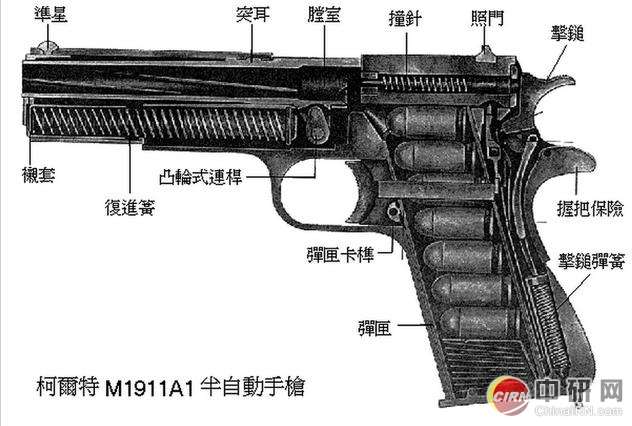 準星
突耳
膛室
撞針
照門
擊鎚
襯套
復進簧
凸輪式連桿
握把保險
彈匣卡榫
擊鎚彈簧
彈匣
柯爾特 M1911A1 半自動手槍
CIRN 中研网
ChinaIRN.com